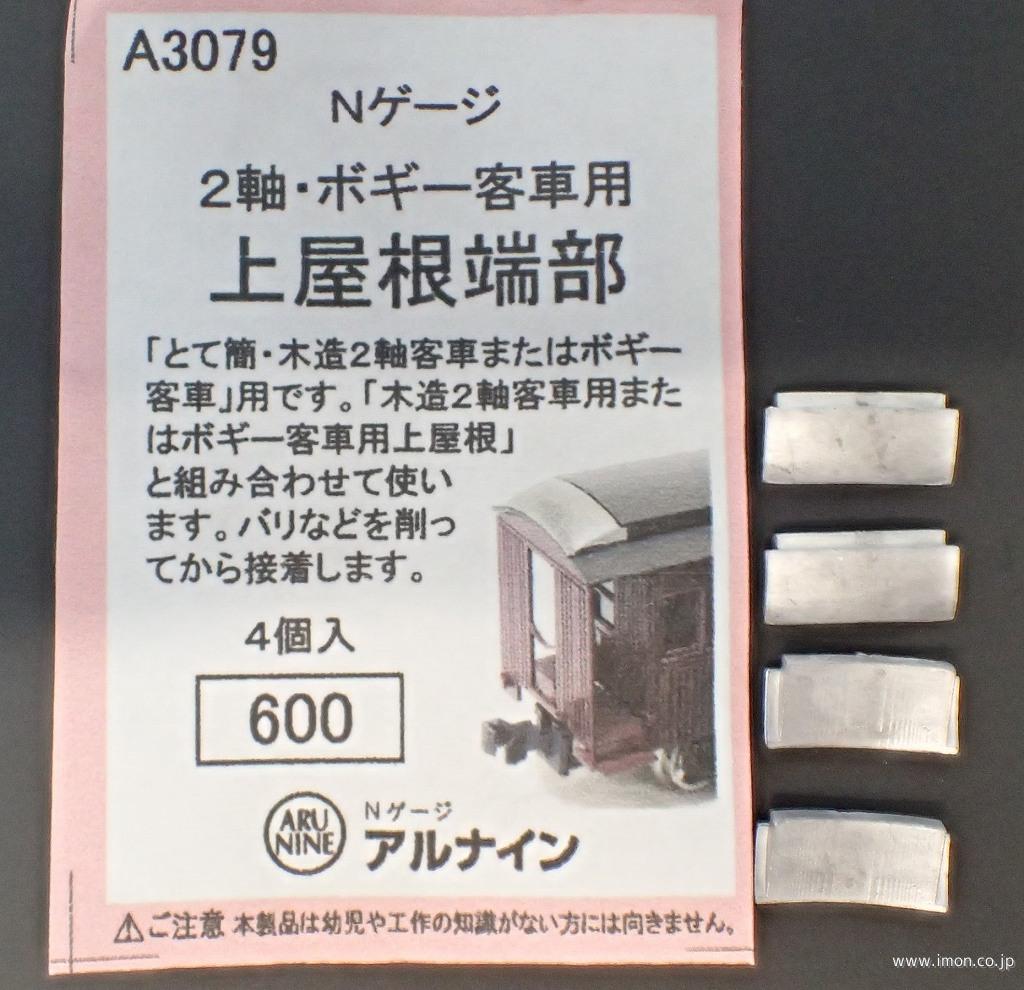 A3079
Nゲージ
2軸・ボギー客車用
上屋根端部
「とて簡・木造2軸客車またはボギー
客車」用です。「木造2軸客車用また
はボギー客車用上屋根」
と組み合わせて使い
ます。バリなどを削っ
てから接着します。
4個入
600
ARU
NINE
Nゲージ
アルナイン
⚠ご注意 本製品は幼児や工作の知識がない方には向きません。
www.imon.co.jp